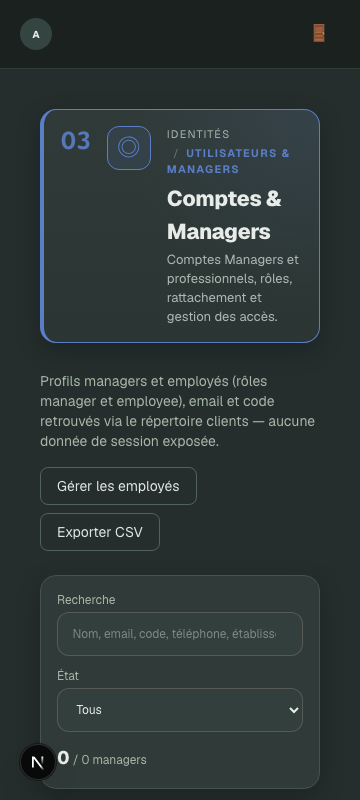 A
03
IDENTITÉS
/ UTILISATEURS &
MANAGERS
Comptes &
Managers
Comptes Managers et
professionnels, rôles,
rattachement et
gestion des accès.
Profils managers et employés (rôles
manager et employee), email et code
retrouvés via le répertoire clients — aucune
donnée de session exposée.
Gérer les employés
Exporter CSV
Recherche
Nom, email, code, téléphone, établiss
État
Tous
N
0 / 0 managers